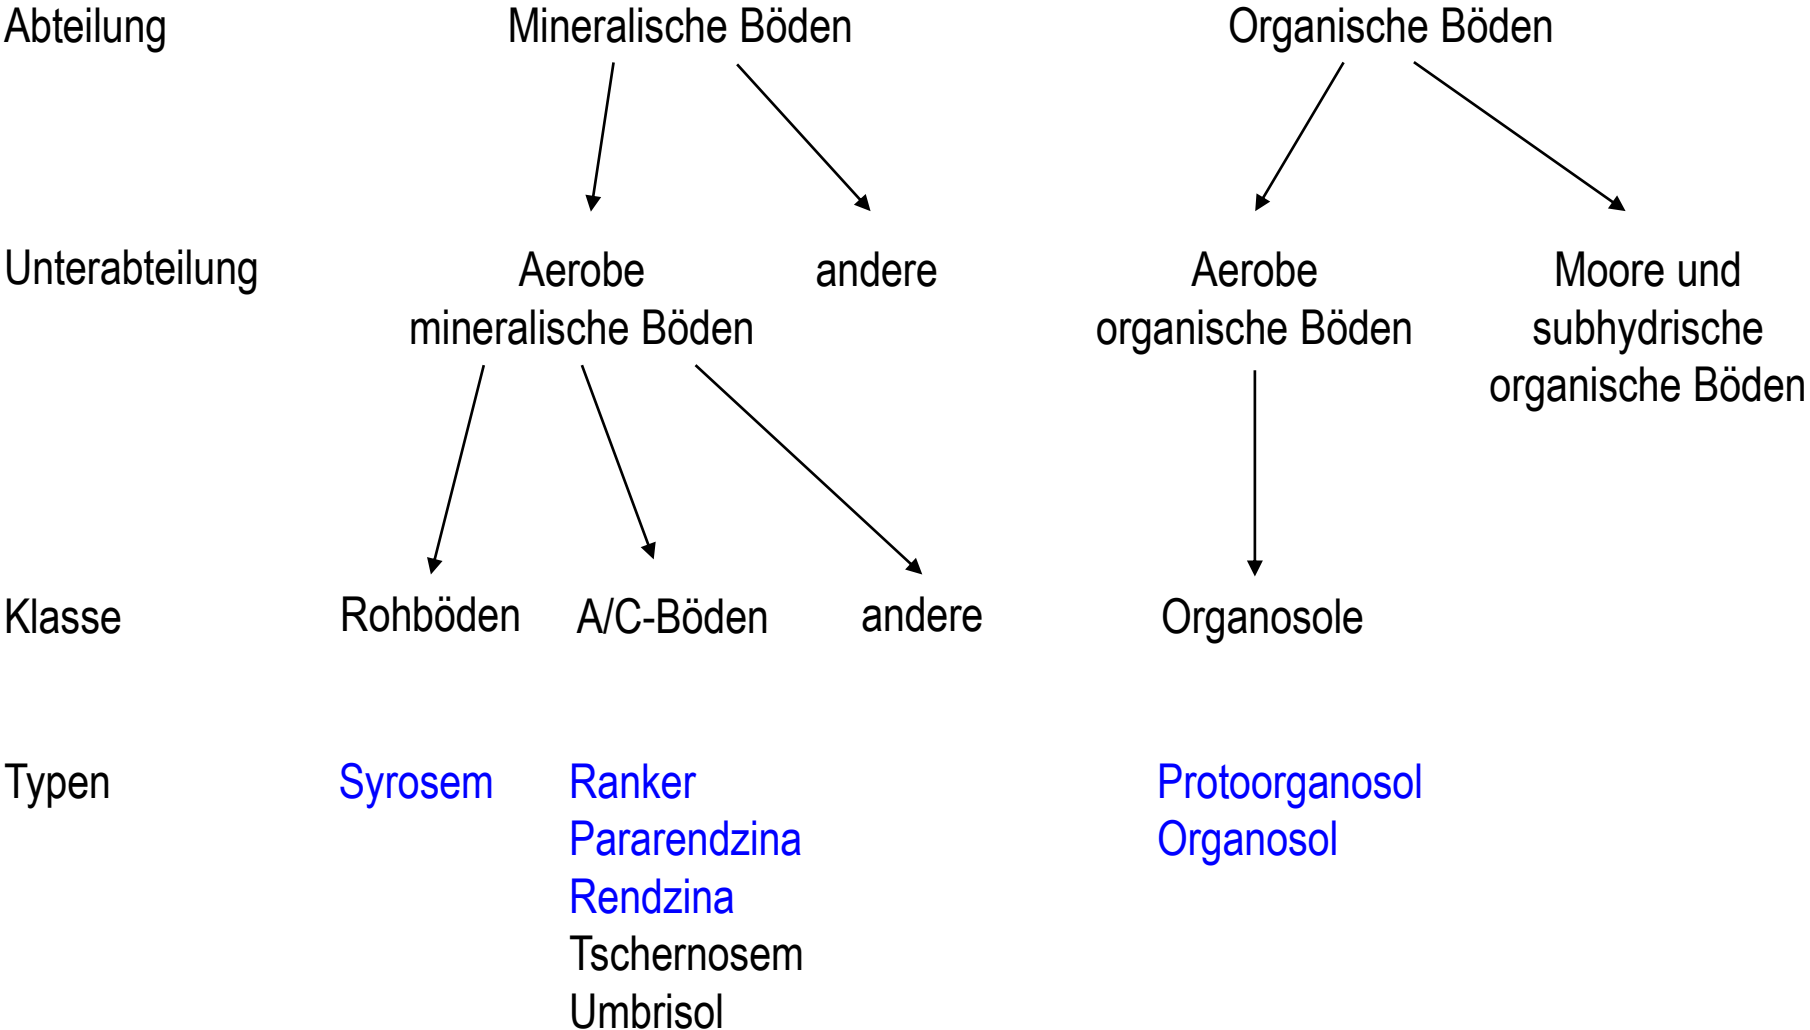 Abteilung
Mineralische Böden
Organische Böden
Unterabteilung
Aerobe
mineralische Böden
andere
Aerobe
organische Böden
Moore und
subhydrische
organische Böden
Klasse
Rohböden
A/C-Böden
andere
Organosole
Typen
Syrosem
Ranker
Pararendzina
Rendzina
Tschernosem
Umbrisol
Protoorganosol
Organosol